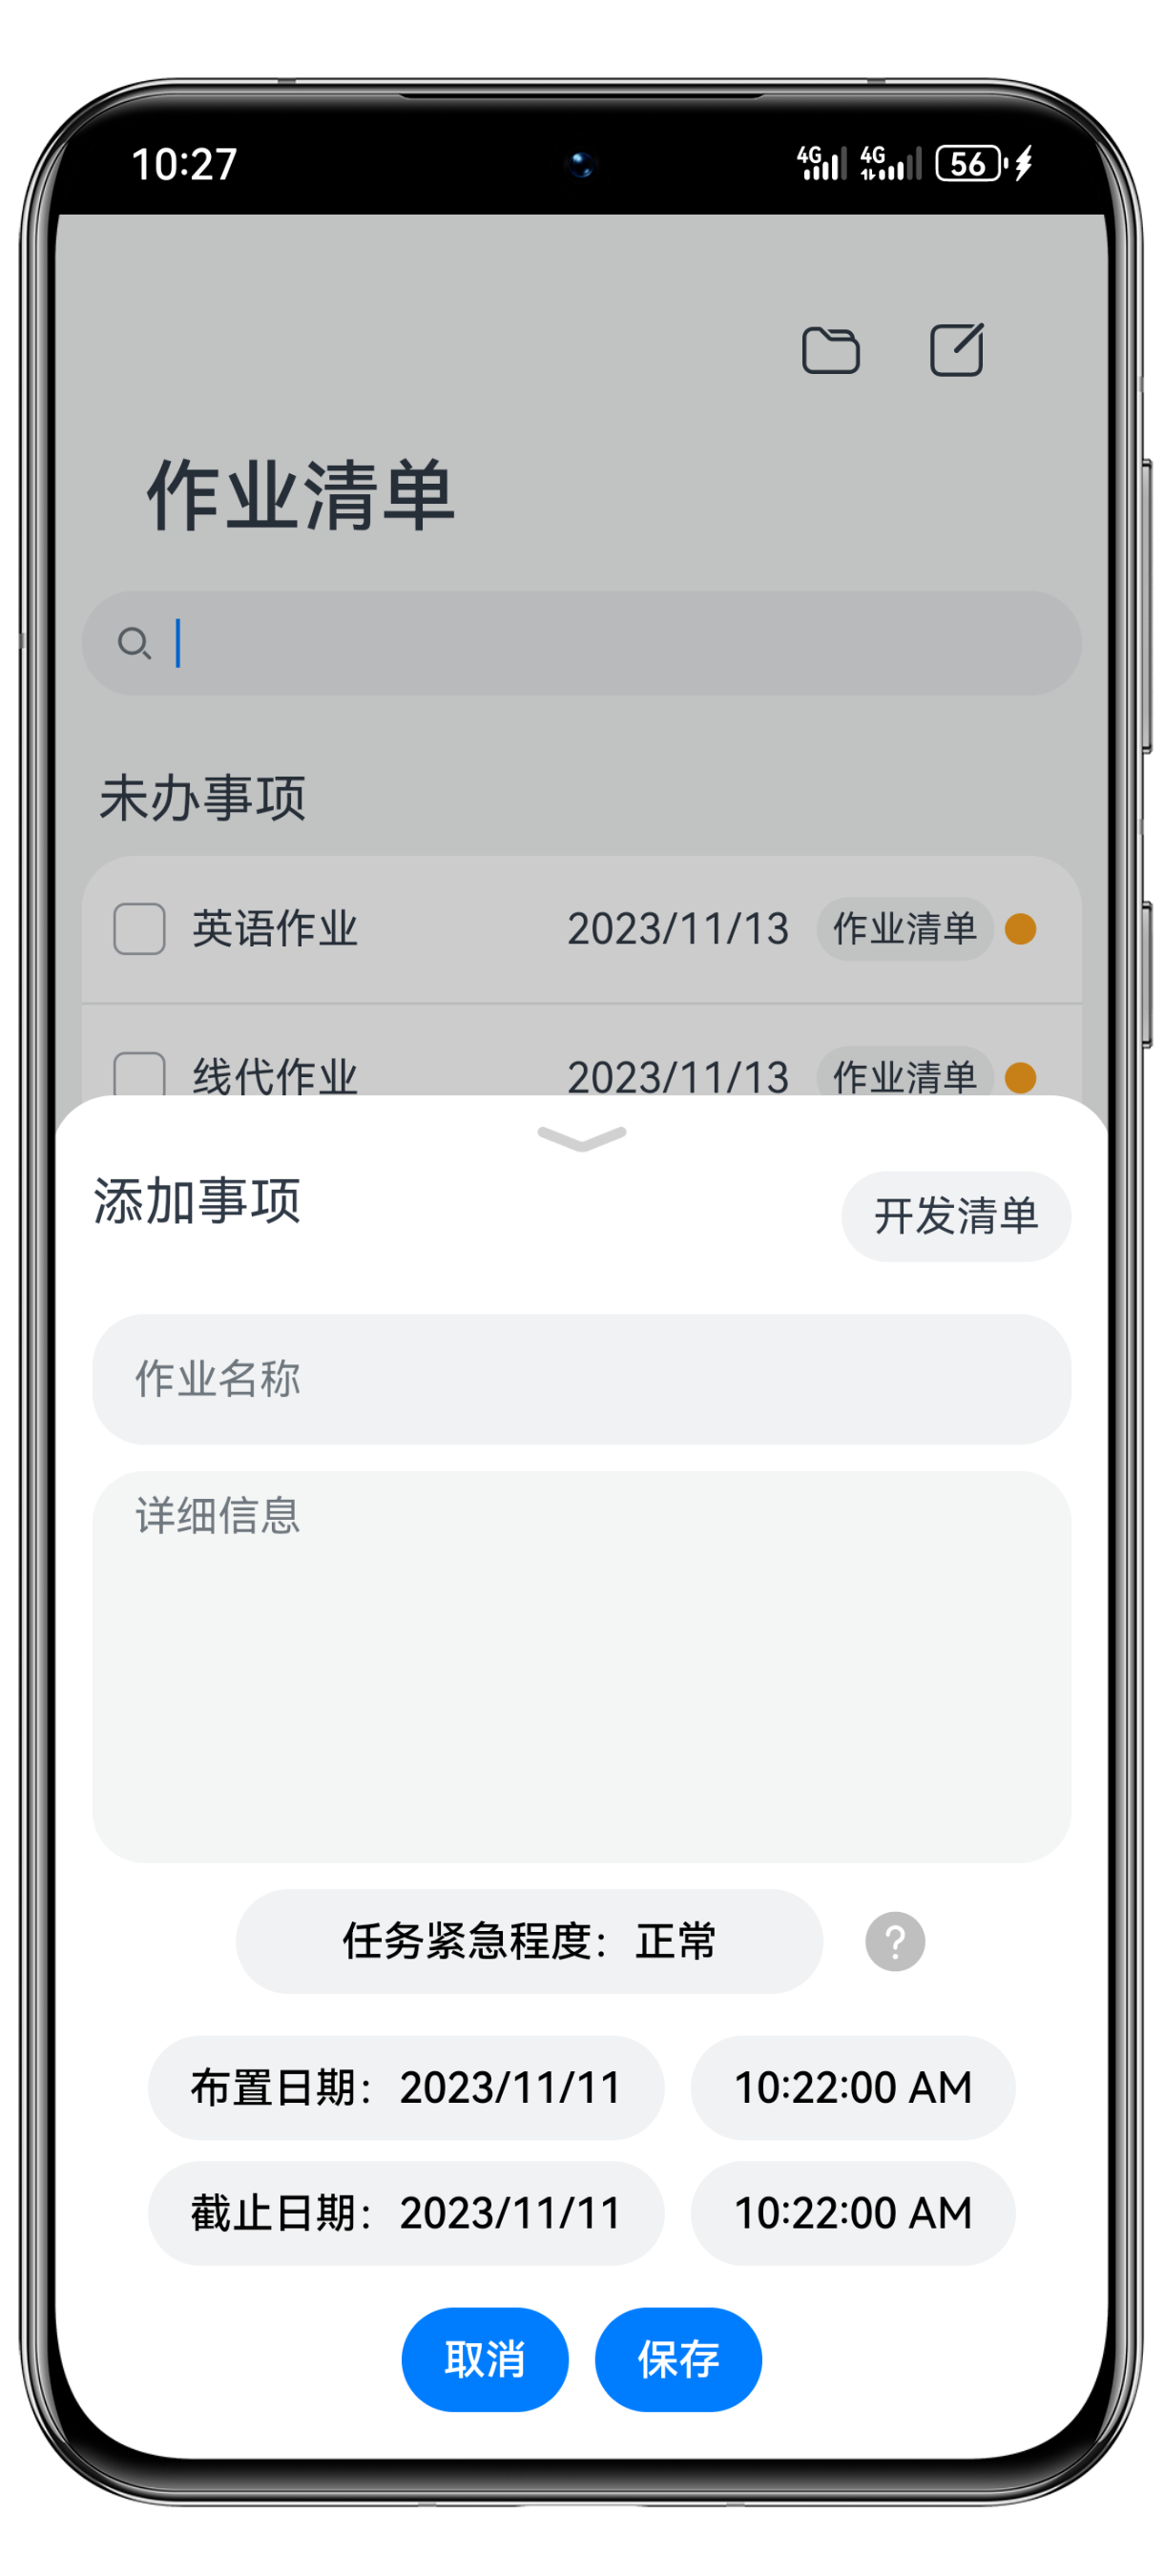 10:27 4G 4G 56
作业清单
未办事项
英语作业 2023/11/13 作业清单
线代作业 2023/11/13 作业清单
添加事项 开发清单
作业名称
详细信息
任务紧急程度：正常 ?
布置日期：2023/11/11 10:22:00 AM
截止日期：2023/11/11 10:22:00 AM
取消 保存